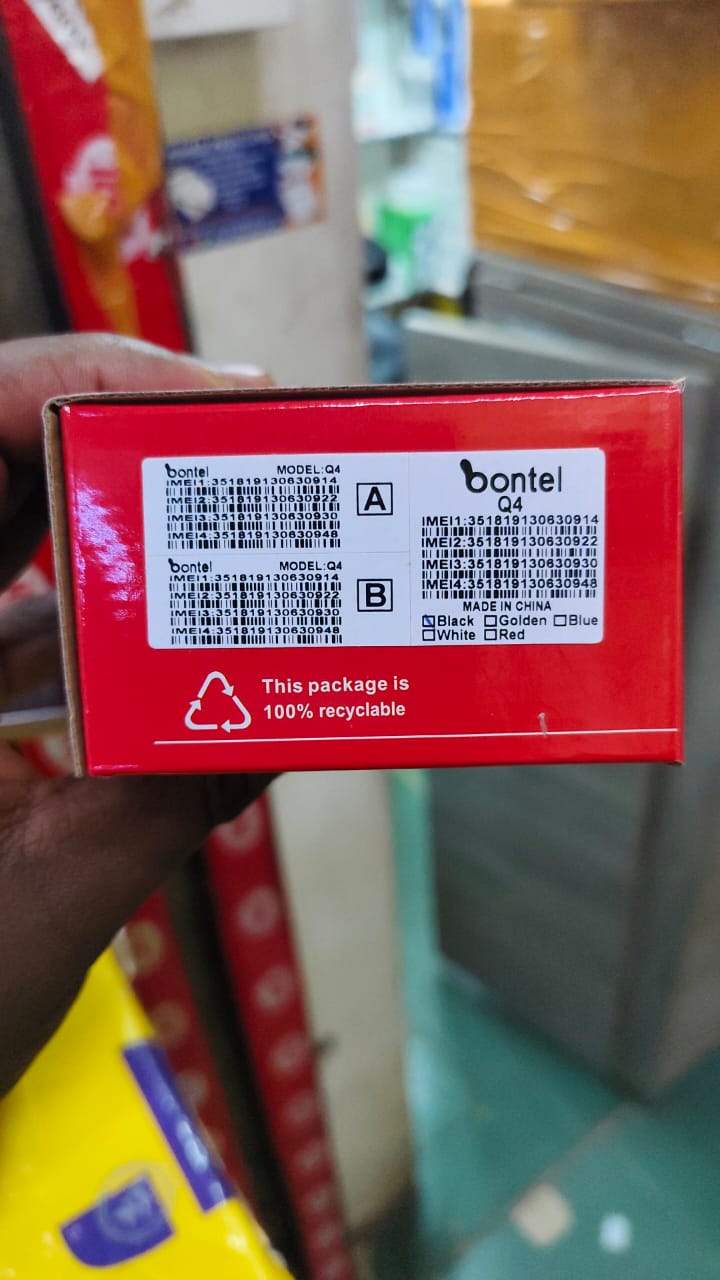 bontel MODEL:Q4
IMEI1:351819130630914
IMEI2:351819130630922
IMEI3:351819130630930
IMEI4:351819130630948
A
bontel MODEL:Q4
IMEI1:351819130630914
IMEI2:351819130630922
IMEI3:351819130630930
IMEI4:351819130630948
B
bontel
Q4
IMEI1:351819130630914
IMEI2:351819130630922
IMEI3:351819130630930
IMEI4:351819130630948
MADE IN CHINA
Black Golden Blue
White Red
This package is
100% recyclable